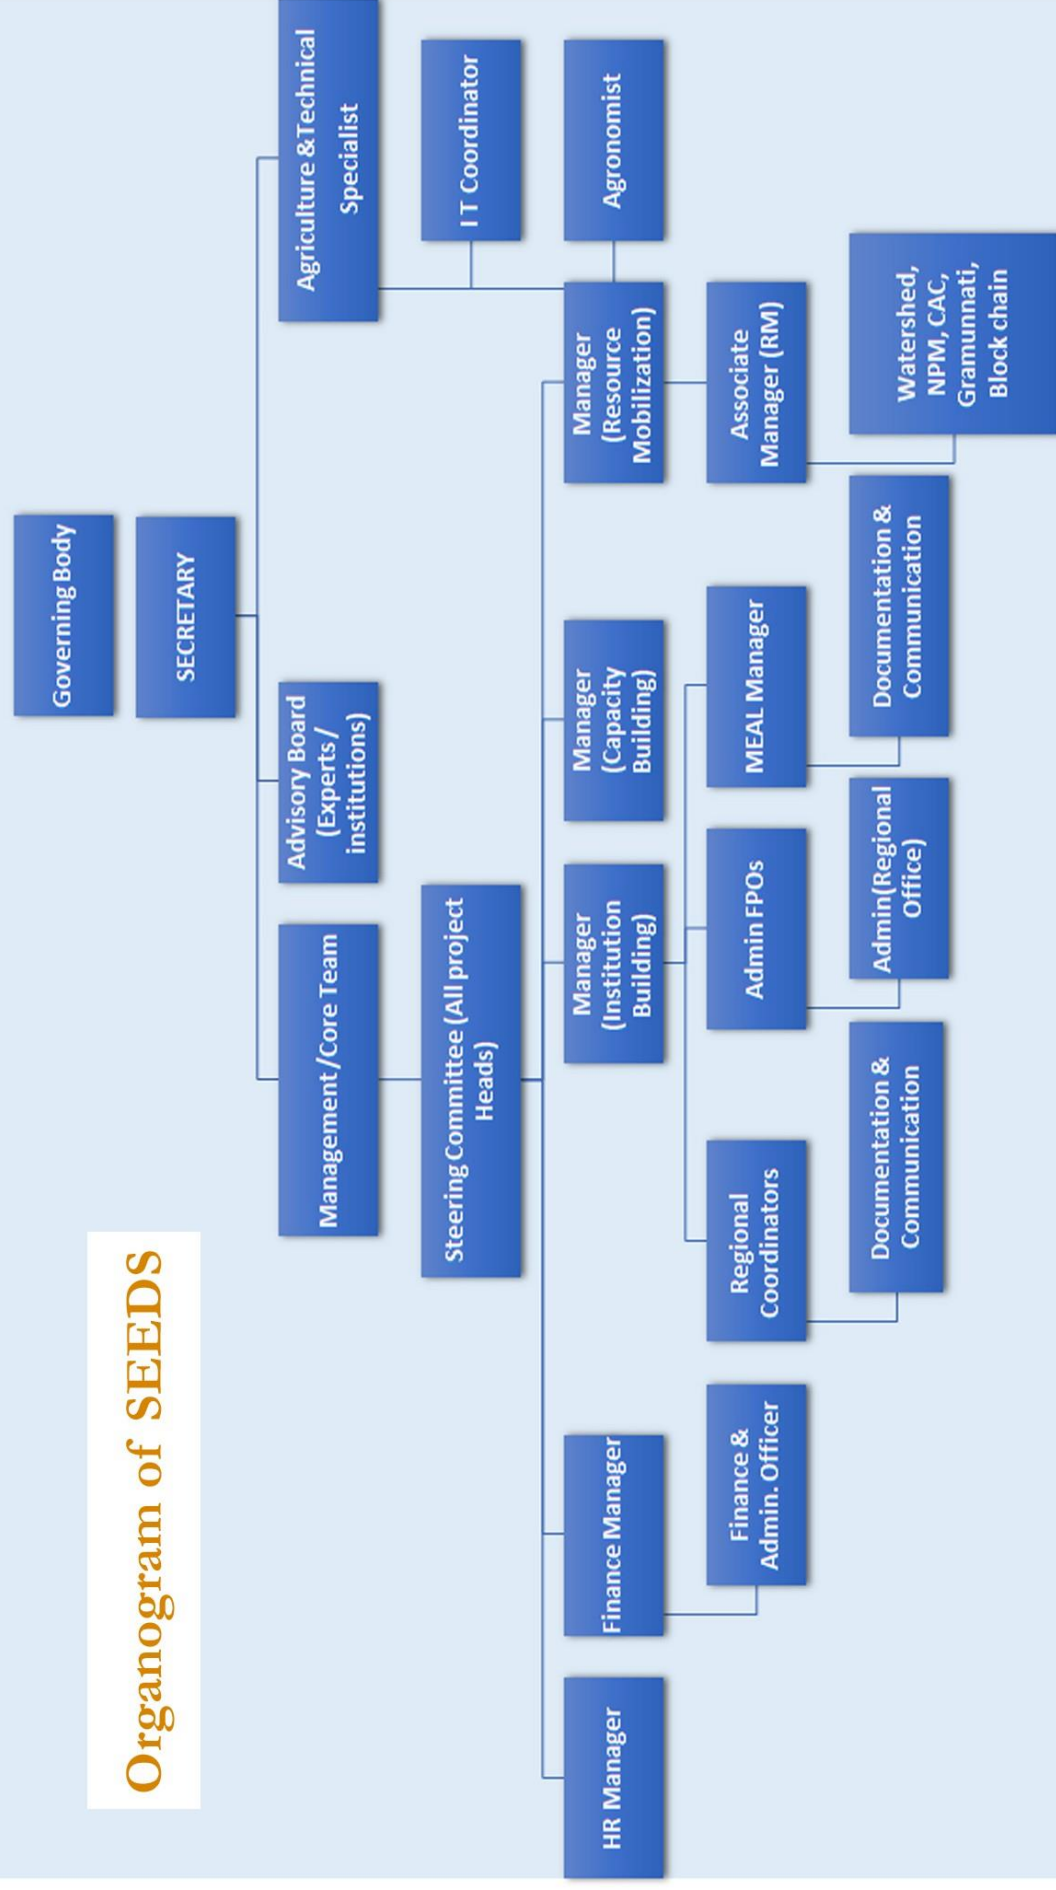 Organogram of SEEDS
Governing Body
SECRETARY
Management /Core Team
Advisory Board
(Experts /
institutions)
Agriculture &Technical
Specialist
Steering Committee (All project
Heads)
I T Coordinator
HR Manager
Finance Manager
Manager
(Institution
Building)
Manager
(Capacity
Building)
Manager
(Resource
Mobilization)
Agronomist
Finance &
Admin. Officer
Regional
Coordinators
Admin FPOs
MEAL Manager
Associate
Manager (RM)
Documentation &
Communication
Admin(Regional
Office)
Documentation &
Communication
Watershed,
NPM, CAC,
Gramunnati,
Block chain